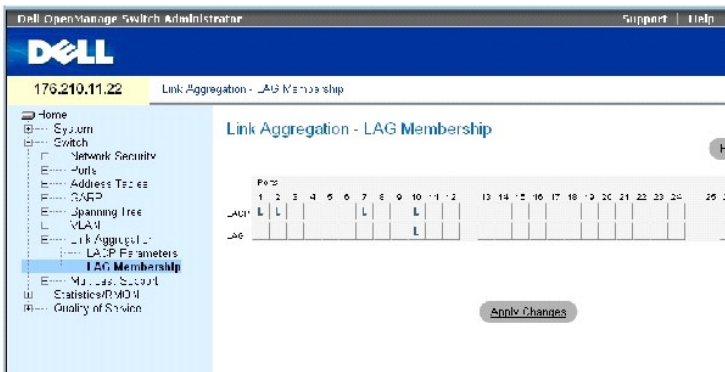 Dell OpenManage Switch Administrator
Support | Help
DELL
176.210.11.22
Link Aggregation - LAG Membership
Home
System
Switch
Network Security
Ports
Address Tables
GARP
Spanning Tree
VLAN
Link Aggregation
LACP Parameters
LAG Membership
Multicast Support
Statistics/RMON
Quality of Service
Link Aggregation - LAG Membership
Ports
1 2 3 4 5 6 7 8 9 10 11 12 13 14 15 16 17 18 19 20 21 22 23 24 25
LACP L L L L
LAG L
Apply Changes